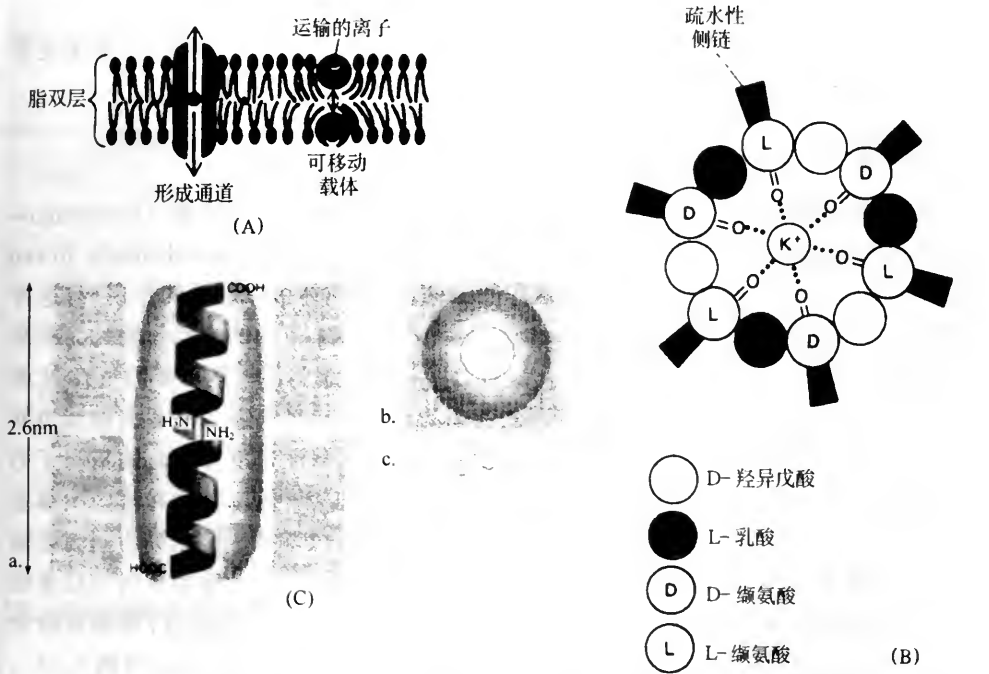 运输的离子
脂双层
可移动
载体
形成通道
(A)
疏水性
侧链
L
D
D
K⁺
L
L
D
O
O
O
O
O
O
COOH
2.6nm
H₃N
NH₂
a.
HOOC
(C)
b.
c.
D-羟异戊酸
L-乳酸
D D-缬氨酸
L L-缬氨酸
(B)